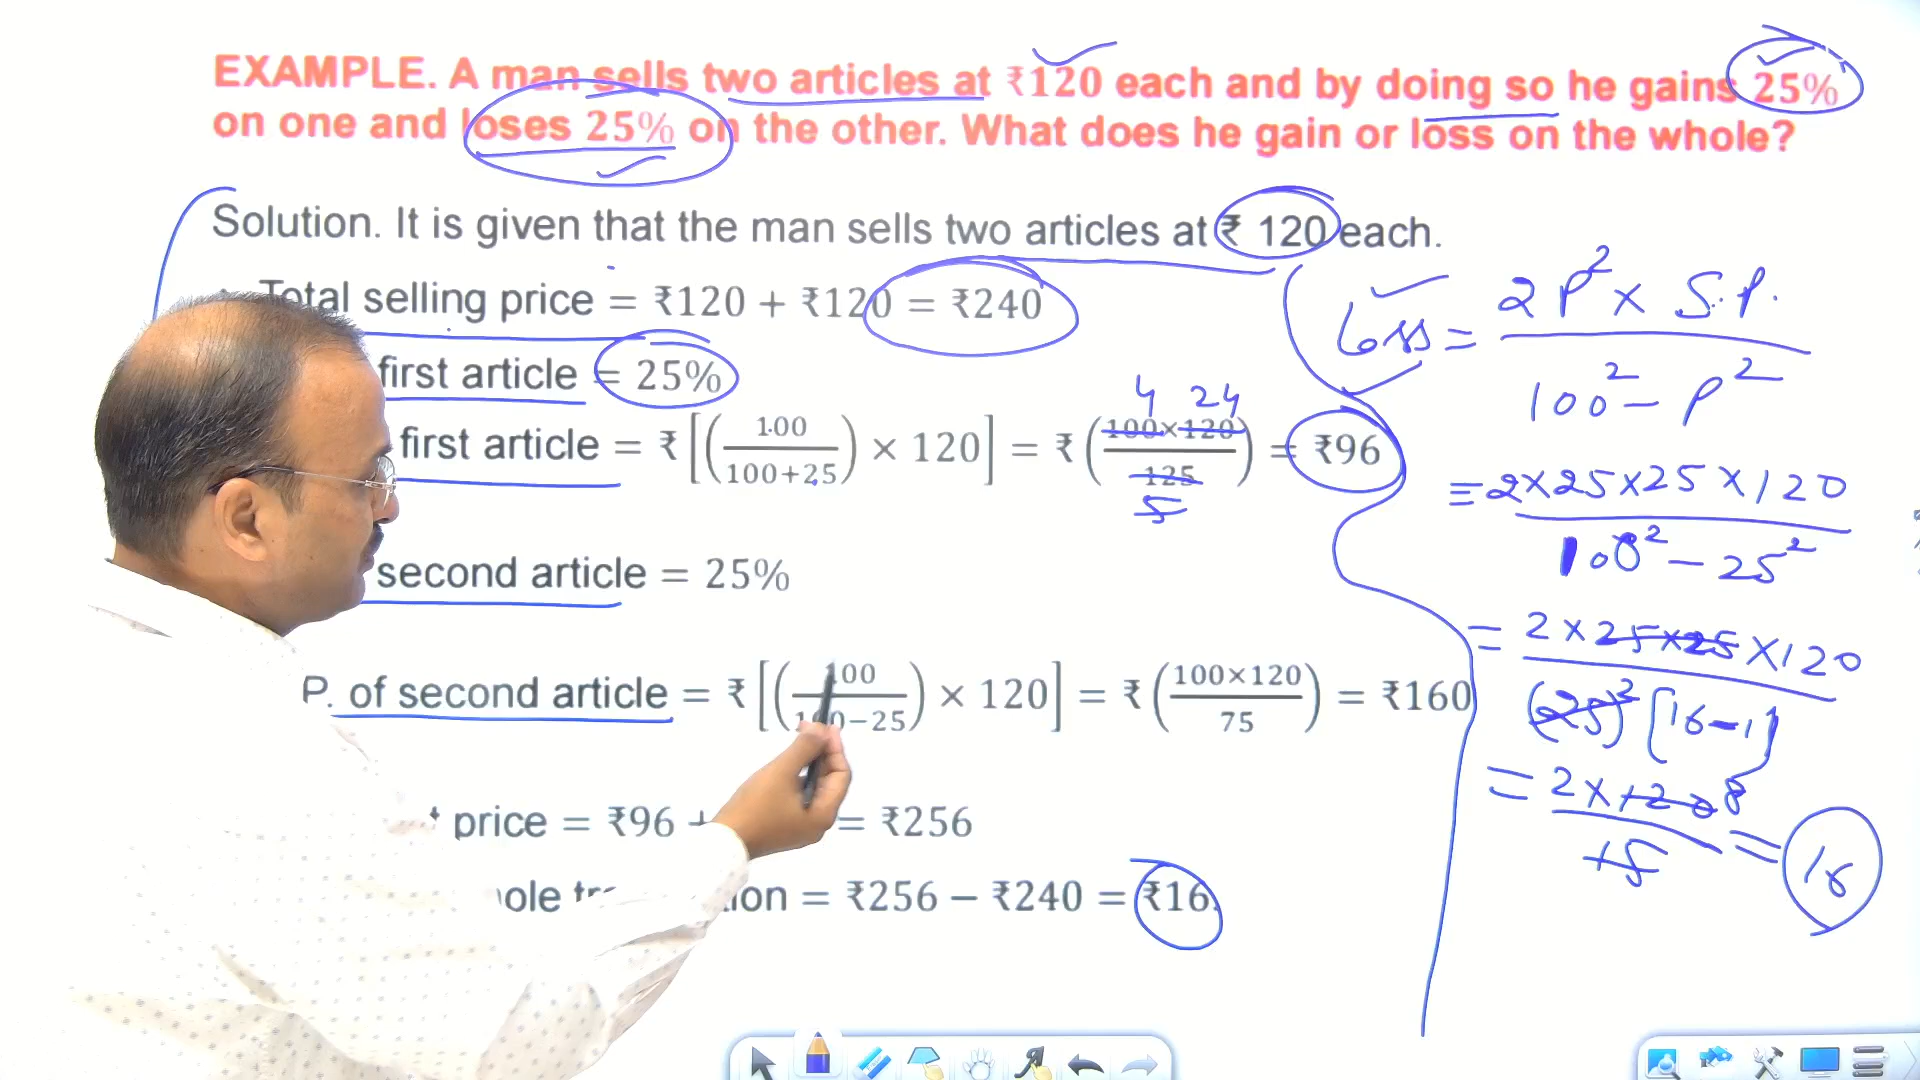 EXAMPLE. A man sells two articles at ₹120 each and by doing so he gains 25%
on one and loses 25% on the other. What does he gain or loss on the whole?
Solution. It is given that the man sells two articles at ₹ 120 each.
Total selling price = ₹120 + ₹120 = ₹240
first article = 25%
first article = ₹ [(100/(100+25)) × 120] = ₹ ((100×120)/125) = ₹96
4 24
5
second article = 25%
P. of second article = ₹ [(100/(100−25)) × 120] = ₹ ((100×120)/75) = ₹160
price = ₹96 + = ₹256
= ₹256 − ₹240 = ₹16.
Loss = (2P² × S.P.)/(100² − P²)
= (2×25×25×120)/(100² − 25²)
= (2×25×25×120)/((25)² [16−1])
= (2×120 8)/15 = 16